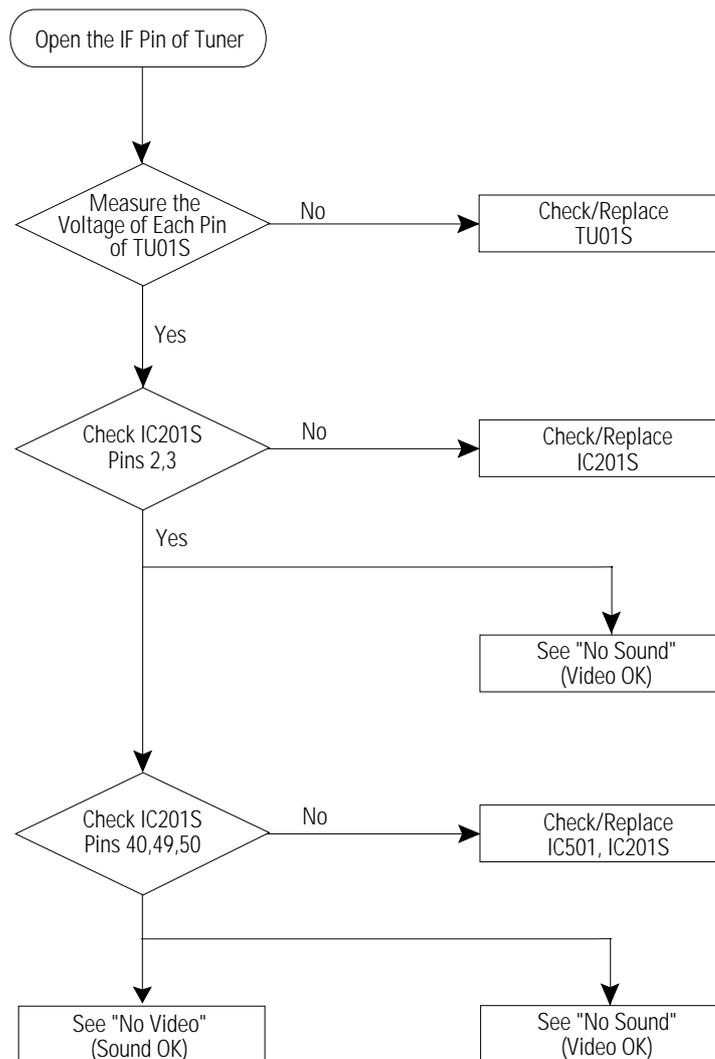 Open the IF Pin of Tuner
Measure the
Voltage of Each Pin
of TU01S
No
Check/Replace
TU01S
Yes
Check IC201S
Pins 2,3
No
Check/Replace
IC201S
Yes
See "No Sound"
(Video OK)
Check IC201S
Pins 40,49,50
No
Check/Replace
IC501, IC201S
See "No Video"
(Sound OK)
See "No Sound"
(Video OK)